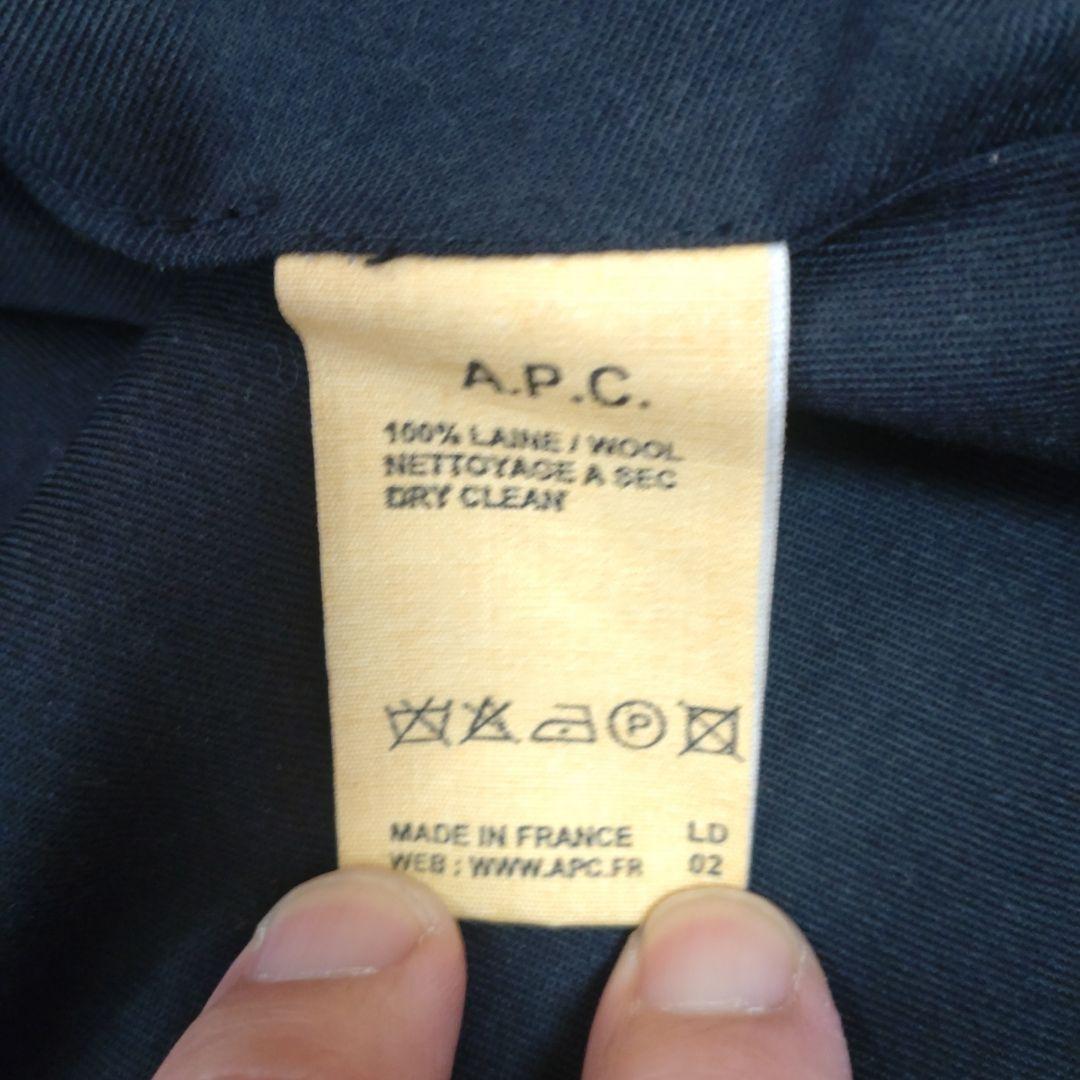 A.P.C.
100% LAINE / WOOL
NETTOYAGE A SEC
DRY CLEAN
P
MADE IN FRANCE LD
WEB : WWW.APC.FR 02